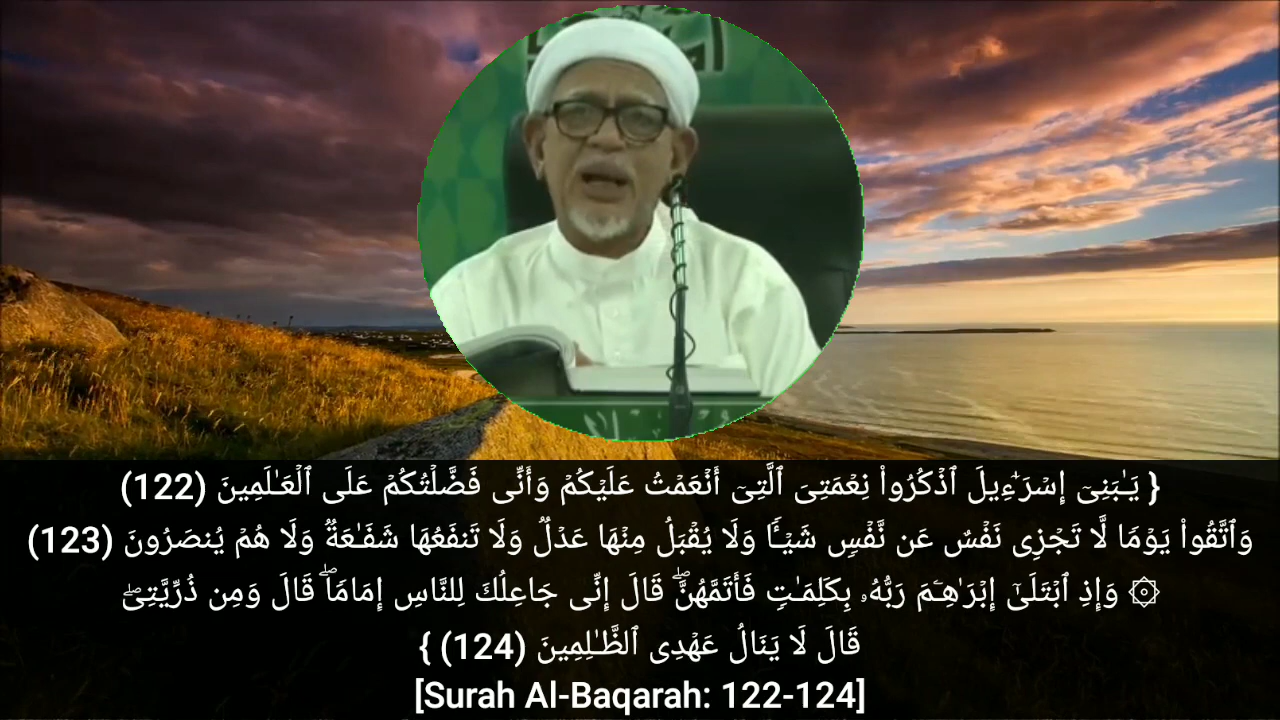 { يَـٰبَنِىٓ إِسْرَٰٓءِيلَ ٱذْكُرُوا۟ نِعْمَتِىَ ٱلَّتِىٓ أَنْعَمْتُ عَلَيْكُمْ وَأَنِّى فَضَّلْتُكُمْ عَلَى ٱلْعَـٰلَمِينَ (122)
وَٱتَّقُوا۟ يَوْمًا لَّا تَجْزِى نَفْسٌ عَن نَّفْسٍ شَيْـًٔا وَلَا يُقْبَلُ مِنْهَا عَدْلٌ وَلَا تَنفَعُهَا شَفَـٰعَةٌ وَلَا هُمْ يُنصَرُونَ (123)
۞ وَإِذِ ٱبْتَلَىٰٓ إِبْرَٰهِـۧمَ رَبُّهُۥ بِكَلِمَـٰتٍ فَأَتَمَّهُنَّ ۖ قَالَ إِنِّى جَاعِلُكَ لِلنَّاسِ إِمَامًا ۖ قَالَ وَمِن ذُرِّيَّتِى ۖ
قَالَ لَا يَنَالُ عَهْدِى ٱلظَّـٰلِمِينَ (124) }
[Surah Al-Baqarah: 122-124]